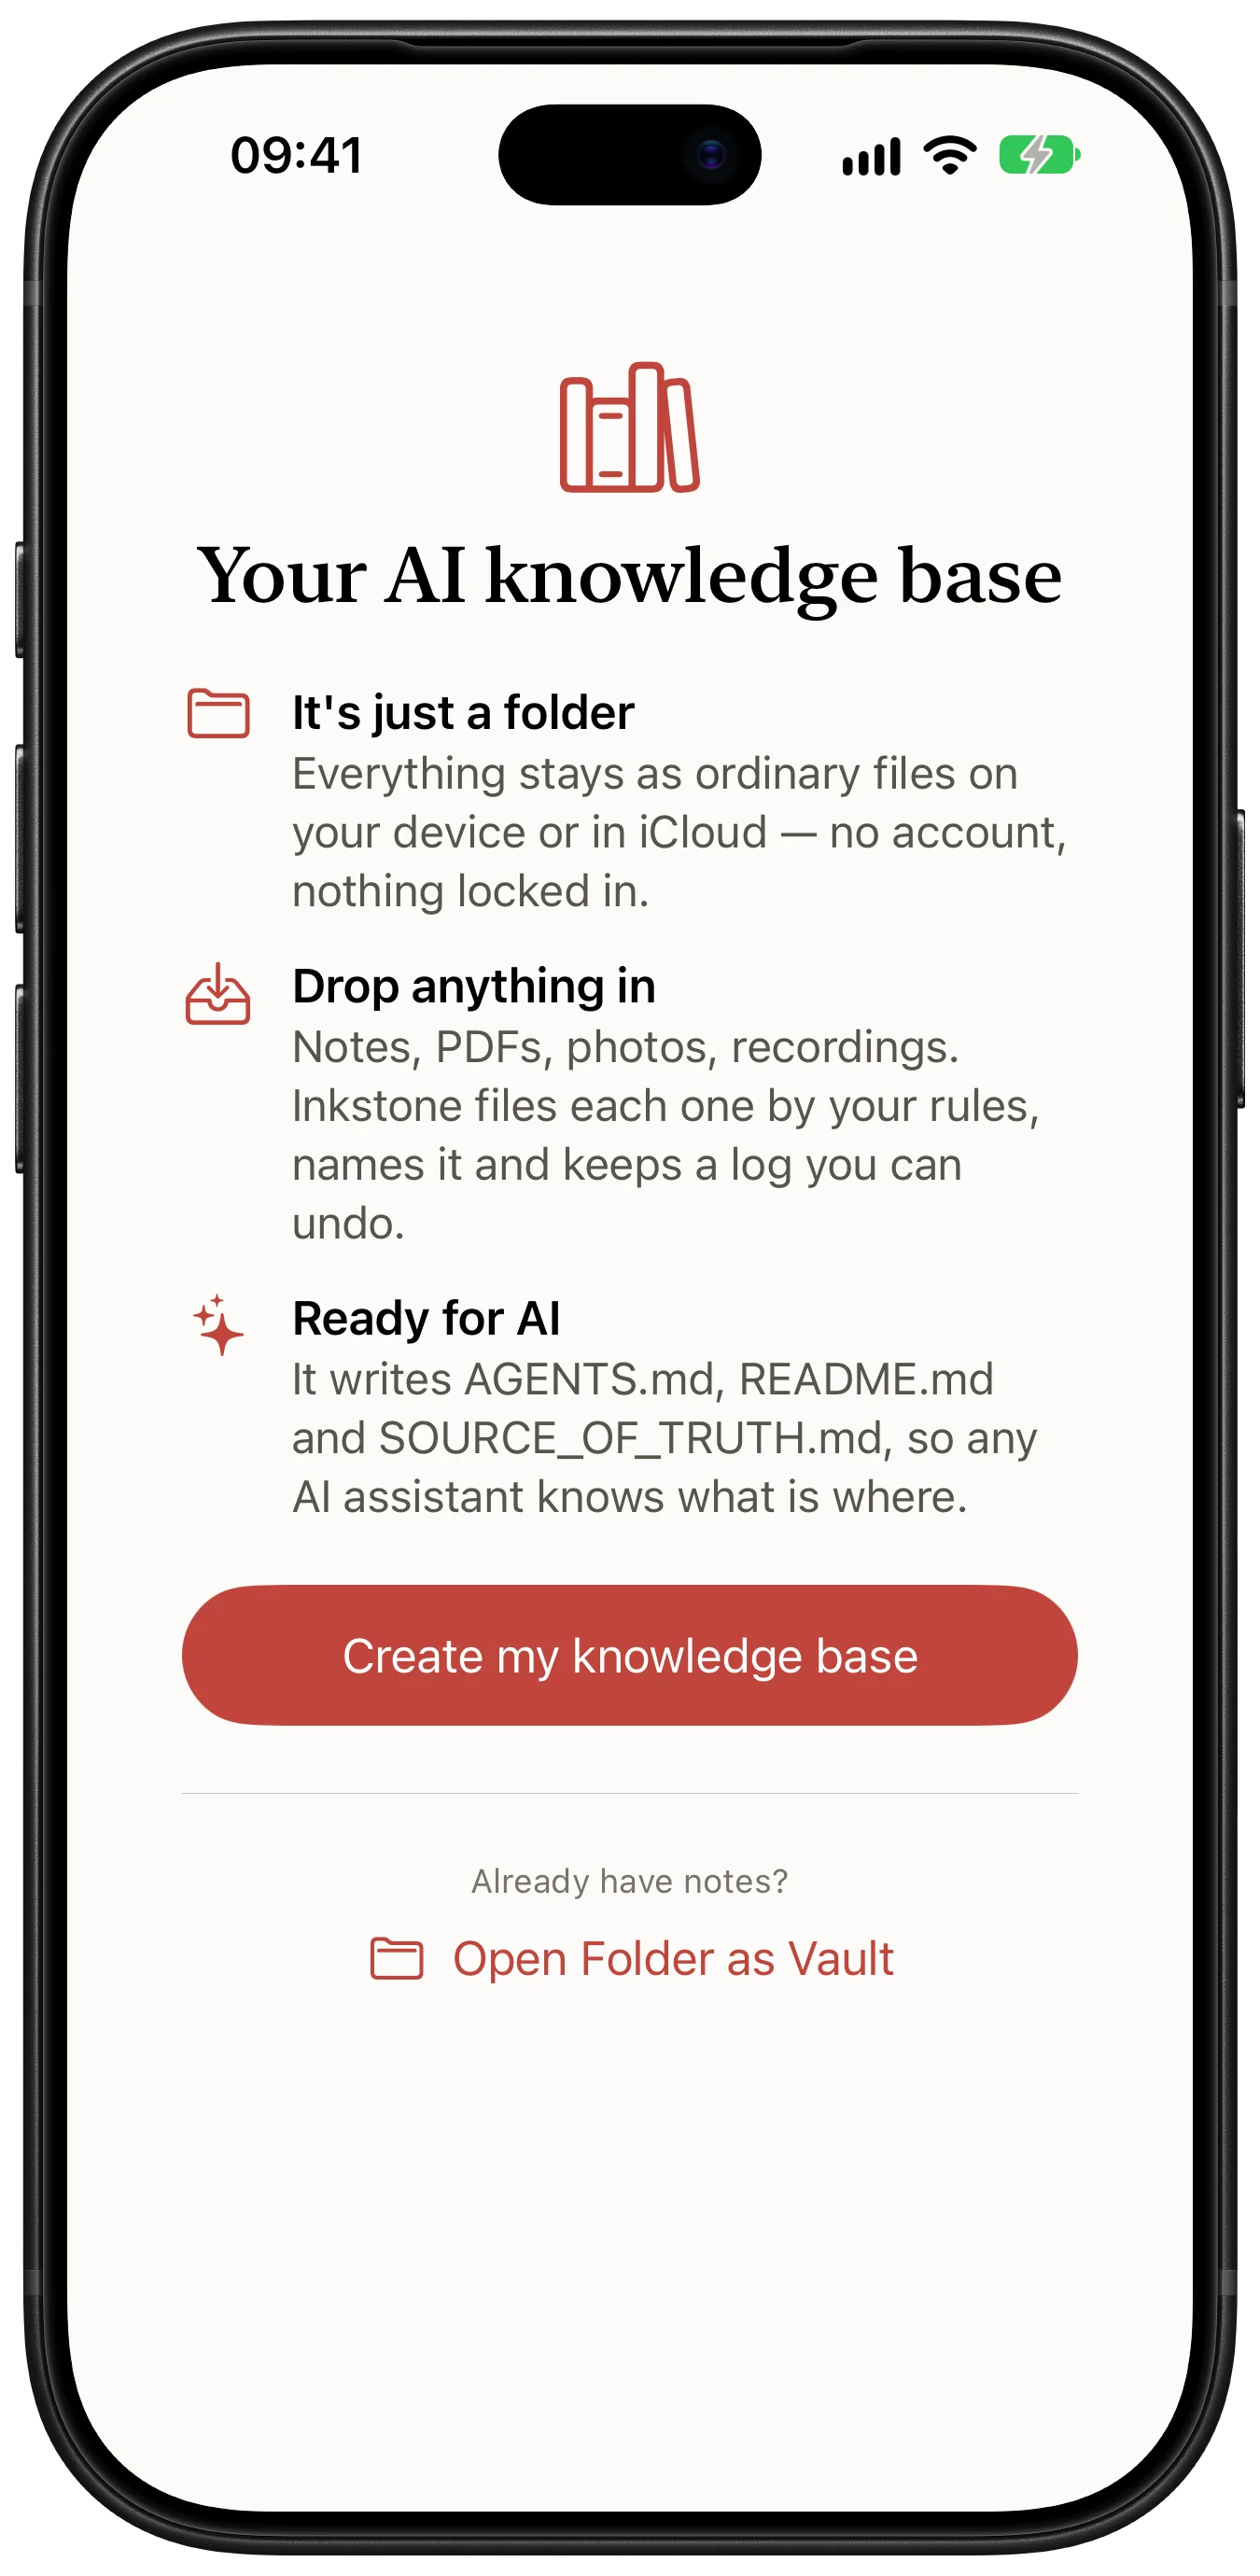 09:41
Your AI knowledge base
It's just a folder
Everything stays as ordinary files on
your device or in iCloud — no account,
nothing locked in.
Drop anything in
Notes, PDFs, photos, recordings.
Inkstone files each one by your rules,
names it and keeps a log you can
undo.
Ready for AI
It writes AGENTS.md, README.md
and SOURCE_OF_TRUTH.md, so any
AI assistant knows what is where.
Create my knowledge base
Already have notes?
Open Folder as Vault